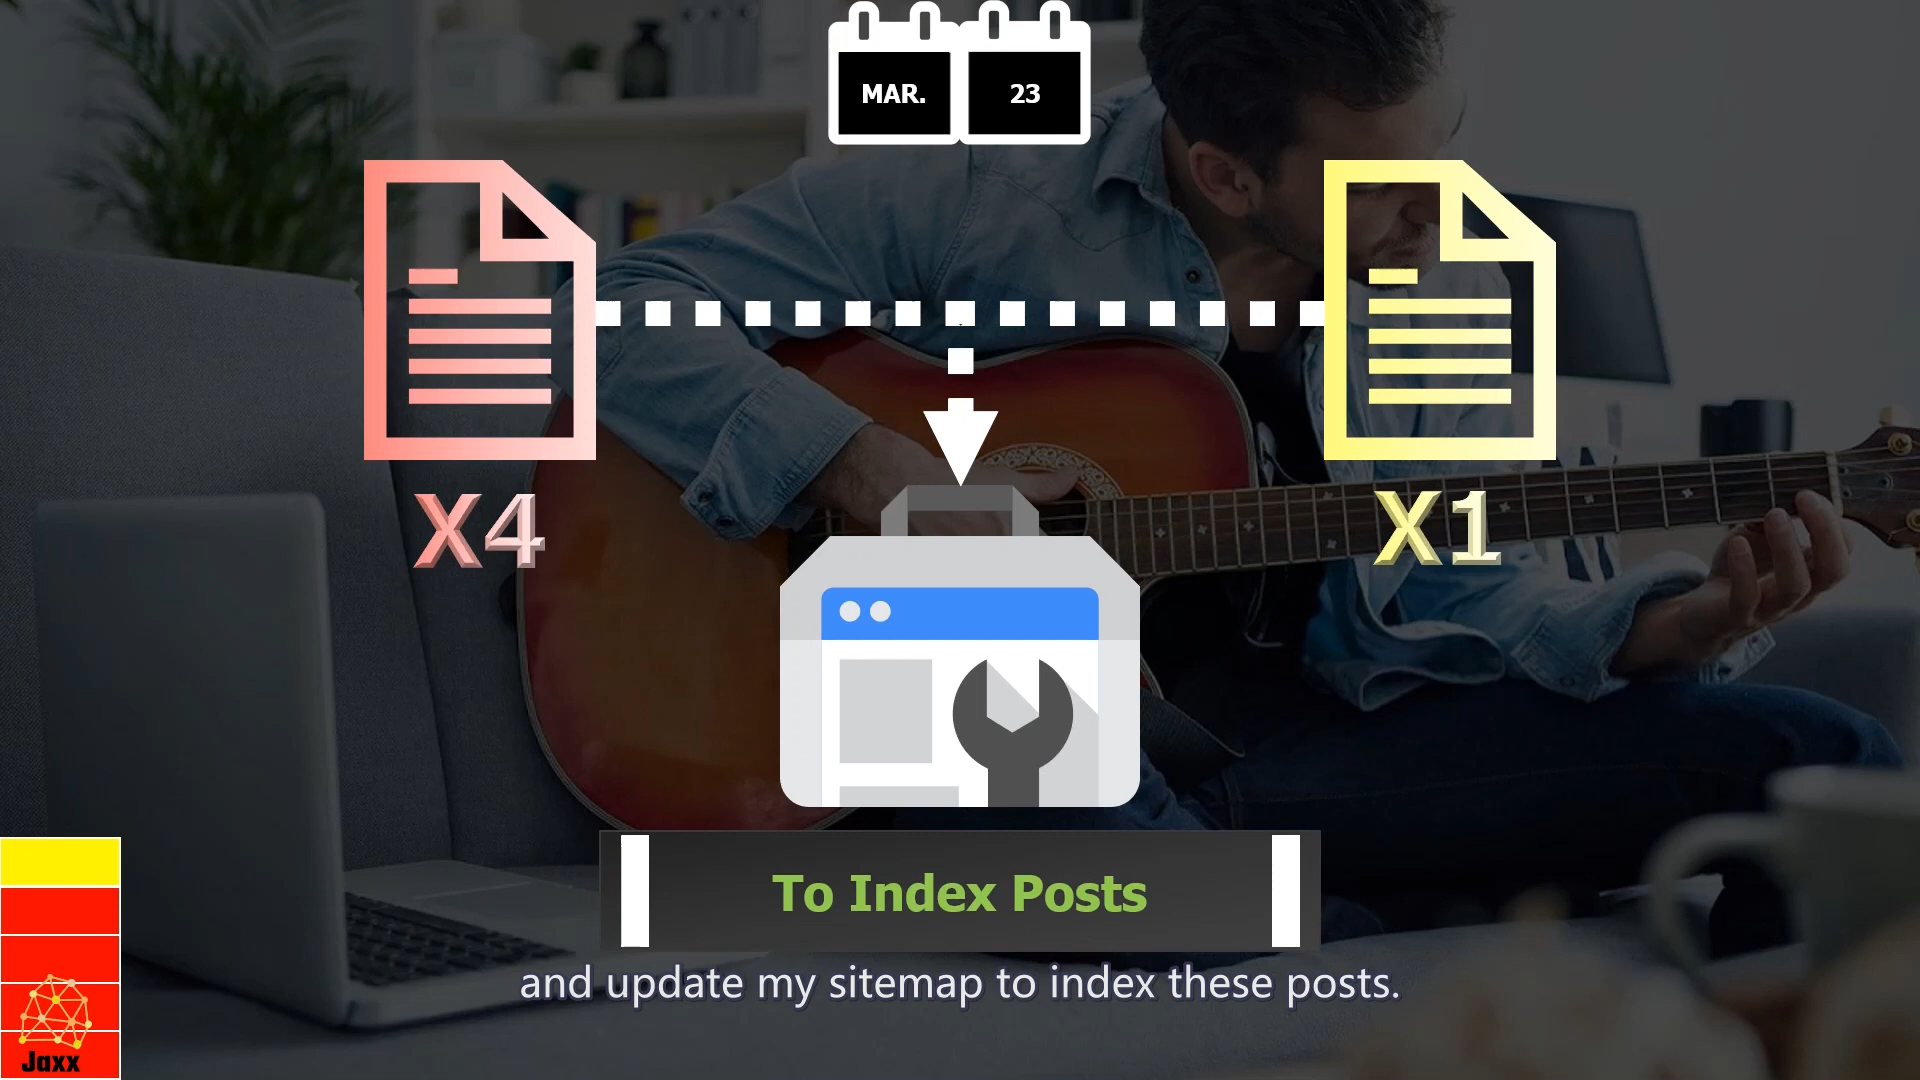 MAR.
23
X4
X1
To Index Posts
and update my sitemap to index these posts.
Jaxx